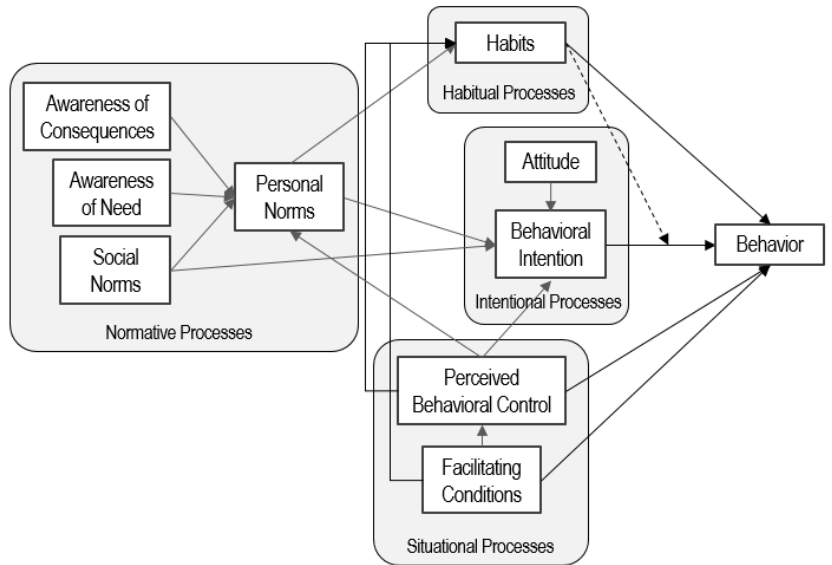 Habits
Habitual Processes
Awareness of
Consequences
Awareness
of Need
Social
Norms
Personal
Norms
Normative Processes
Attitude
Behavioral
Intention
Intentional Processes
Behavior
Perceived
Behavioral Control
Facilitating
Conditions
Situational Processes